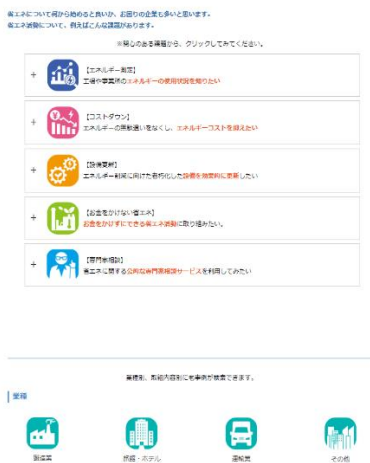 省エネについて何から始めると良いか、お困りの企業も多いと思います。
省エネ活動について、例えばこんな課題があります。
※関心のある課題から、クリックしてみてください。
+ 【エネルギー測定】
工場や事業所のエネルギーの使用状況を知りたい
+ 【コストダウン】
エネルギーの無駄遣いをなくし、エネルギーコストを抑えたい
+ 【設備更新】
エネルギー削減に向けた老朽化した設備を効率的に更新したい
+ 【お金をかけない省エネ】
お金をかけずにできる省エネ活動に取り組みたい。
+ 【専門家相談】
省エネに関する公的な専門家相談サービスを利用してみたい
業種別、取組内容別にも事例が検索できます。
業種
製造業 旅館・ホテル 運輸業 その他